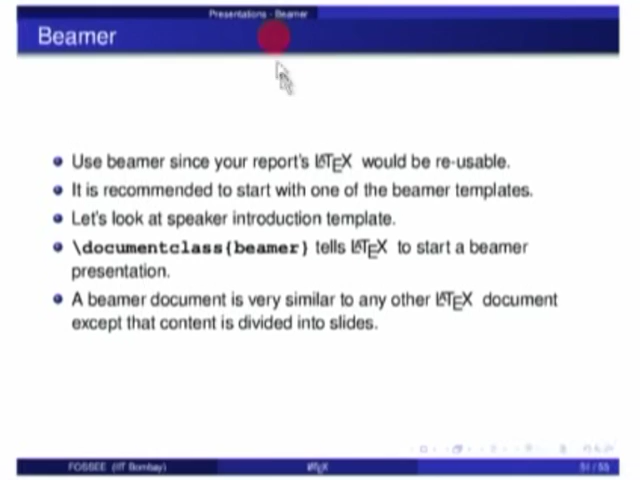 Presentations - Beamer
Beamer
Use beamer since your report's LATEX would be re-usable.
It is recommended to start with one of the beamer templates.
Let's look at speaker introduction template.
\documentclass{beamer} tells LATEX to start a beamer
presentation.
A beamer document is very similar to any other LATEX document
except that content is divided into slides.
FOSSEE (IIT Bombay) LATEX 51 / 55